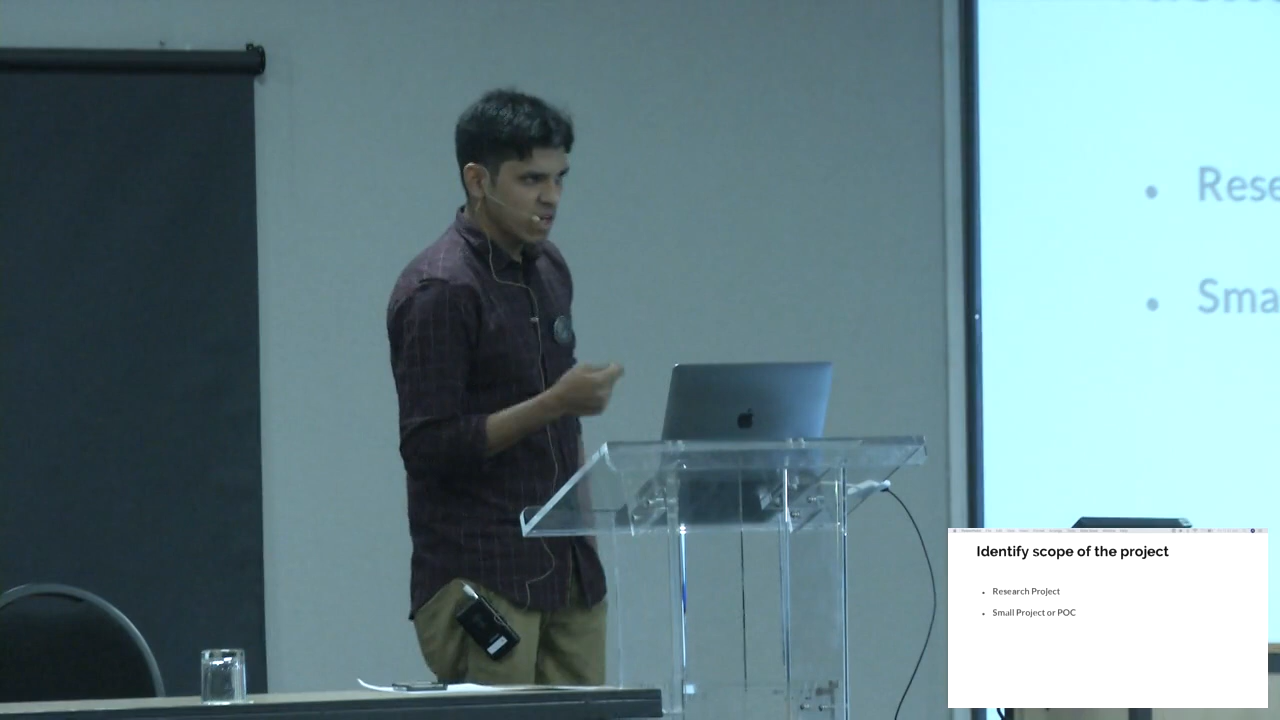 Rese
Sma
Identify scope of the project
Research Project
Small Project or POC